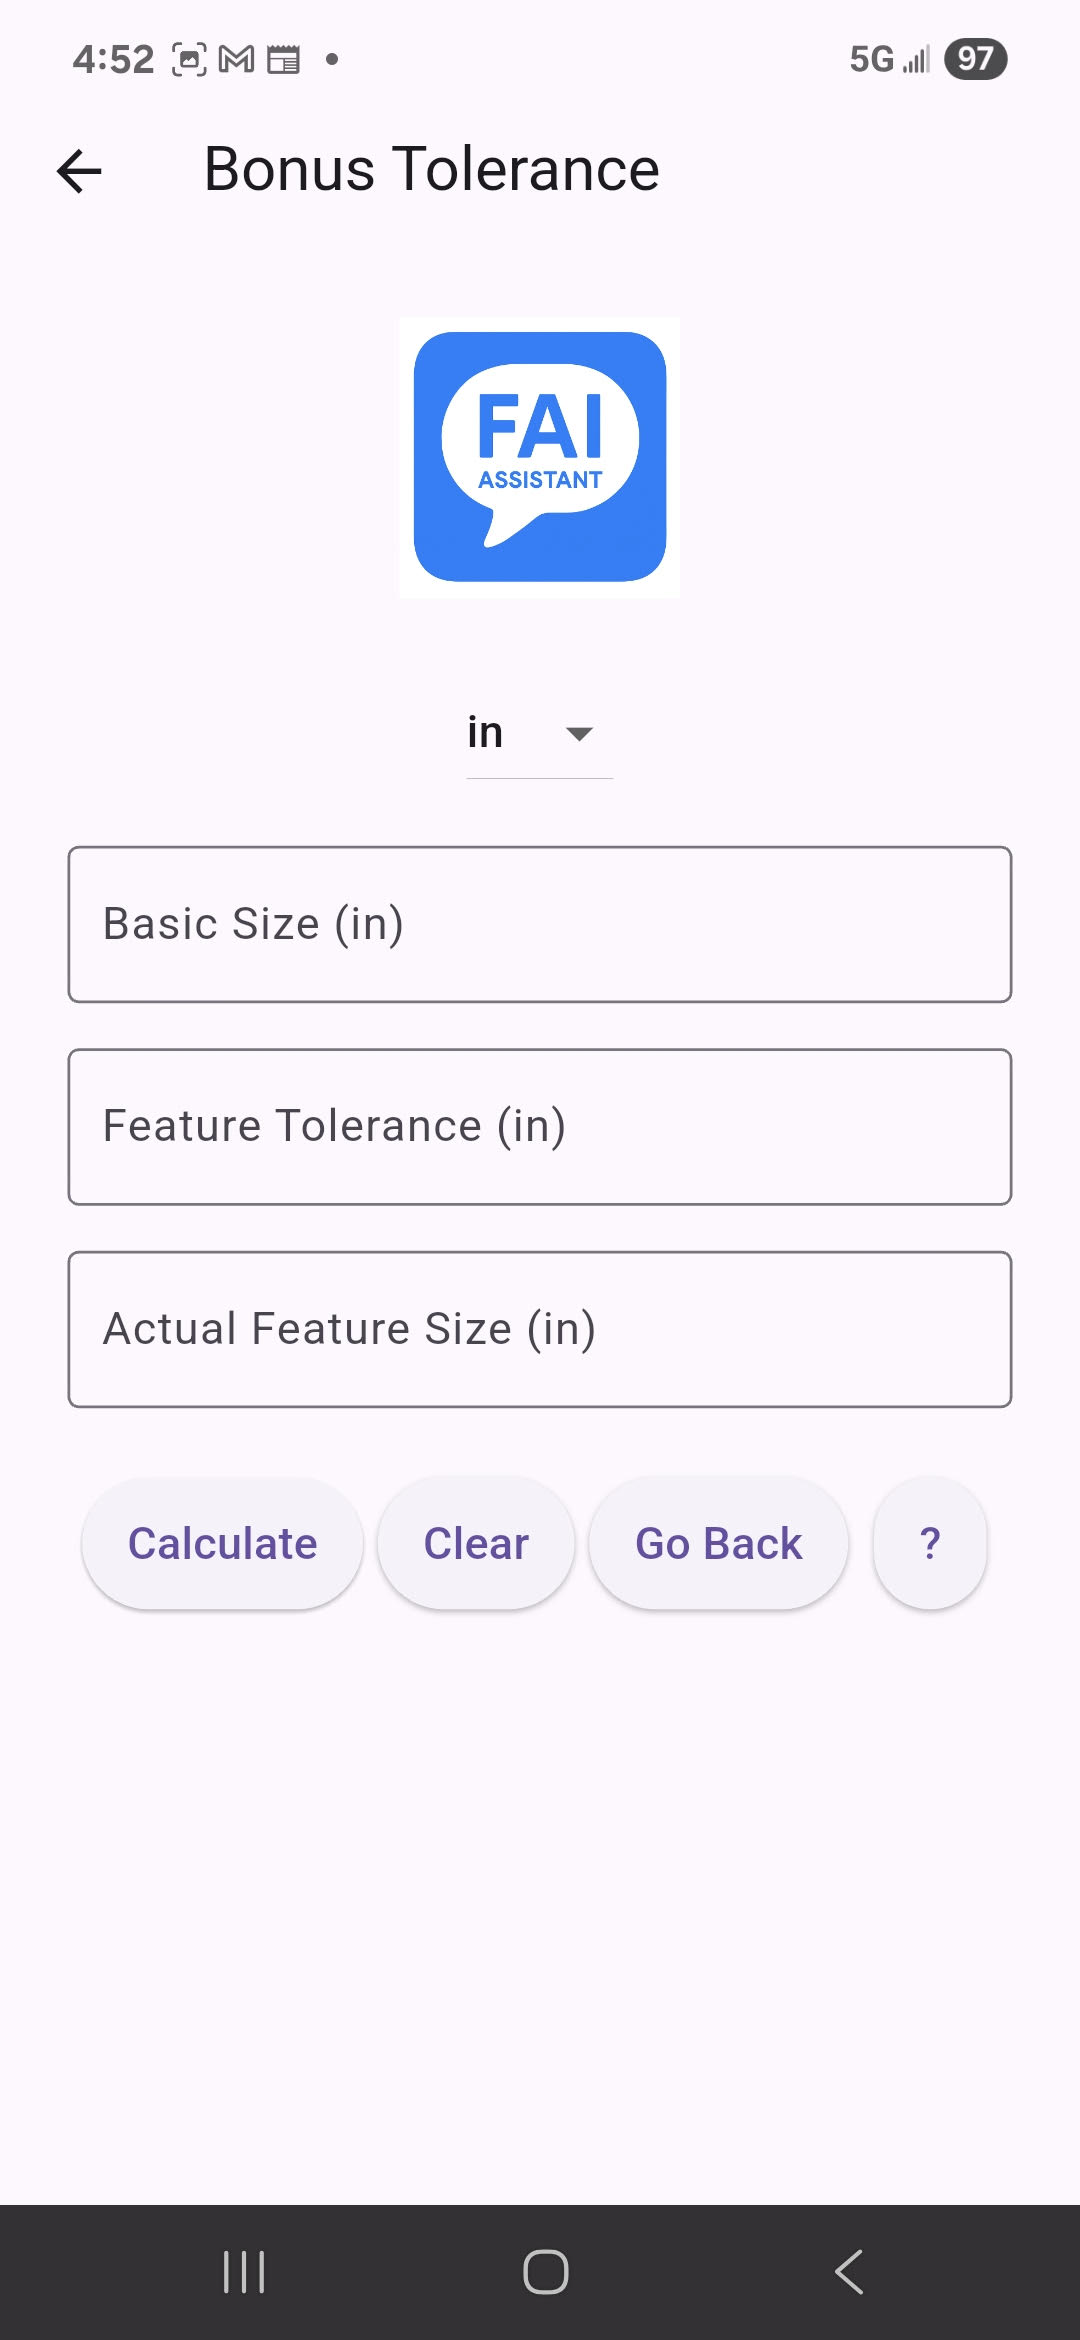 4:52 5G 97
Bonus Tolerance
FAI
ASSISTANT
in
Basic Size (in)
Feature Tolerance (in)
Actual Feature Size (in)
Calculate Clear Go Back ?